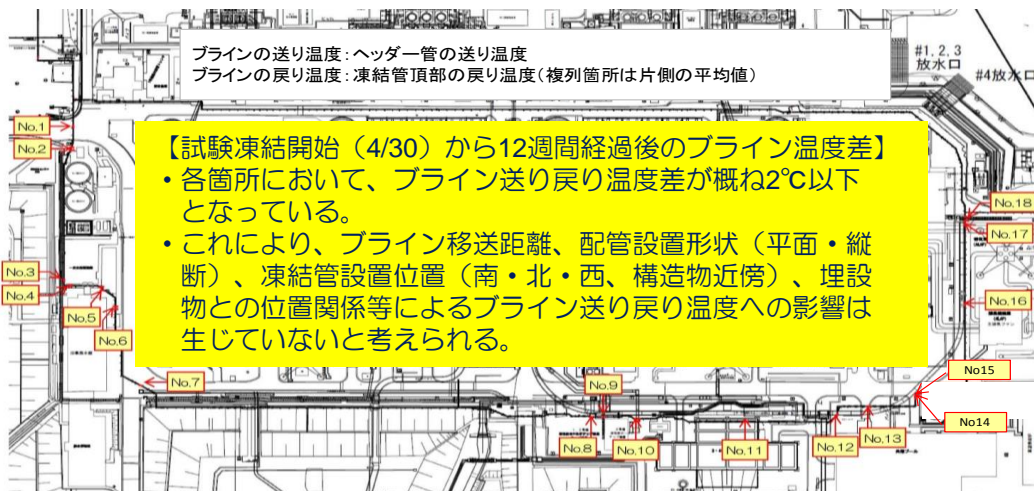 ブラインの送り温度：ヘッダー管の送り温度
ブラインの戻り温度：凍結管頂部の戻り温度（複列箇所は片側の平均値）
#1, 2, 3
放水口
#4放水口
No.1
No.2
【試験凍結開始（4/30）から12週間経過後のブライン温度差】
・各箇所において、ブライン送り戻り温度差が概ね2℃以下
となっている。
・これにより、ブライン移送距離、配管設置形状（平面・縦
断）、凍結管設置位置（南・北・西、構造物近傍）、埋設
物との位置関係等によるブライン送り戻り温度への影響は
生じていないと考えられる。
No.18
No.17
No.3
No.4
No.5
No.16
No.6
No.7
No15
No.9
No14
No.8
No.10
No.11
No.12
No.13